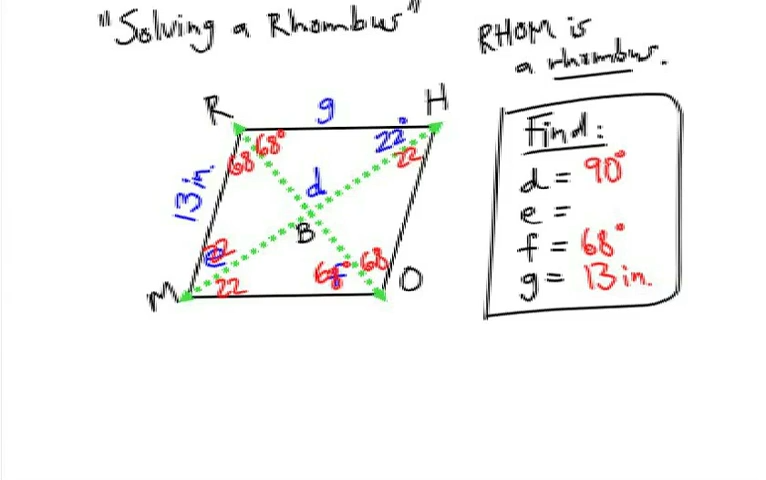 "Solving a Rhombus"
RHOM is
a rhombus.
R
g
H
68
68°
22°
22
13 in.
d
B
22
e
22
68°
f
68
M
O
Find:
d = 90°
e =
f = 68°
g = 13 in.